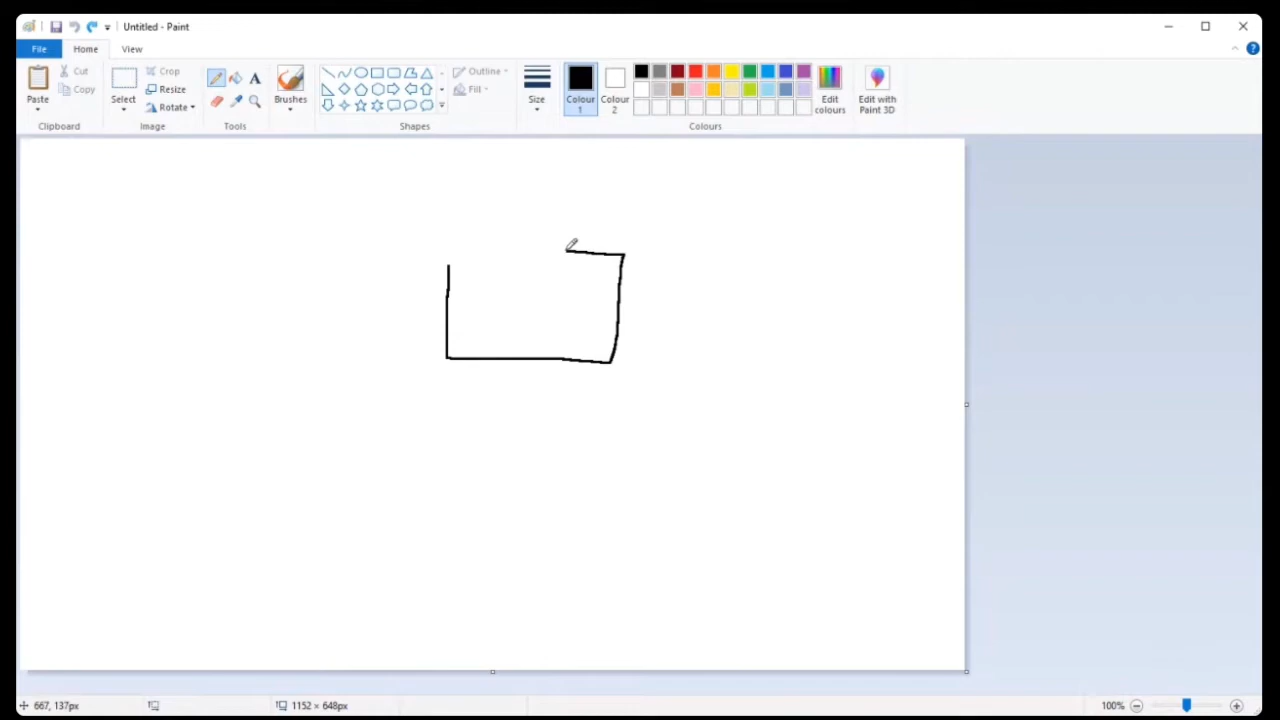 Untitled - Paint
File Home View
Paste
Cut
Copy
Clipboard
Select
Crop
Resize
Rotate
Image
A
Tools
Brushes
Shapes
Outline
Fill
Size
Colour 1
Colour 2
Edit colours
Edit with Paint 3D
Colours
667, 137px
1152 × 648px
100%